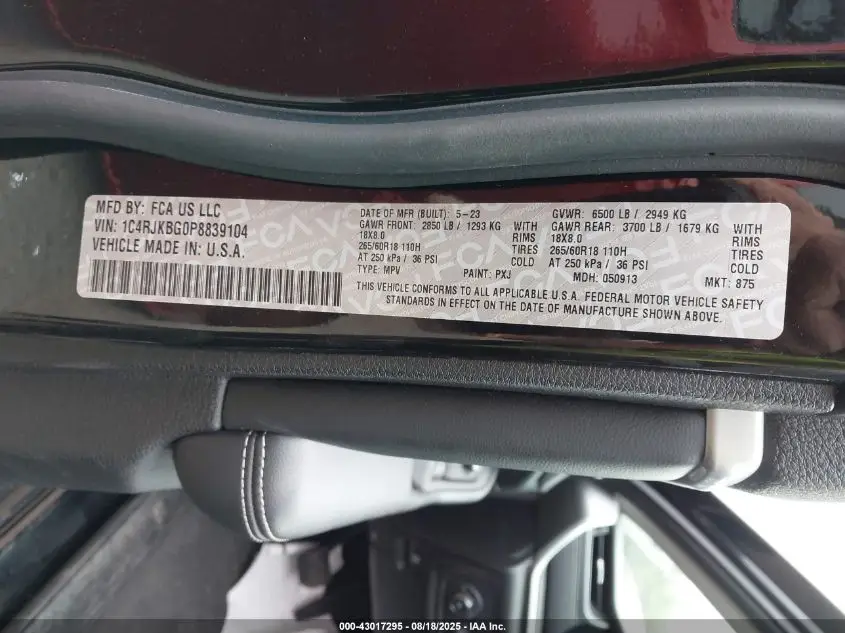 MFD BY: FCA US LLC
VIN: 1C4RJKBG0P8839104
VEHICLE MADE IN U.S.A.
DATE OF MFR (BUILT): 5-23
GAWR FRONT: 2850 LB / 1293 KG WITH
18X8.0 RIMS
265/60R18 110H TIRES
AT 250 kPa / 36 PSI COLD
TYPE: MPV PAINT: PXJ
GVWR: 6500 LB / 2949 KG
GAWR REAR: 3700 LB / 1679 KG WITH
18X8.0 RIMS
265/60R18 110H TIRES
AT 250 kPa / 36 PSI COLD
MDH: 050913 MKT: 875
THIS VEHICLE CONFORMS TO ALL APPLICABLE U.S.A. FEDERAL MOTOR VEHICLE SAFETY
STANDARDS IN EFFECT ON THE DATE OF MANUFACTURE SHOWN ABOVE.
000-43017295 - 08/18/2025 - IAA Inc.